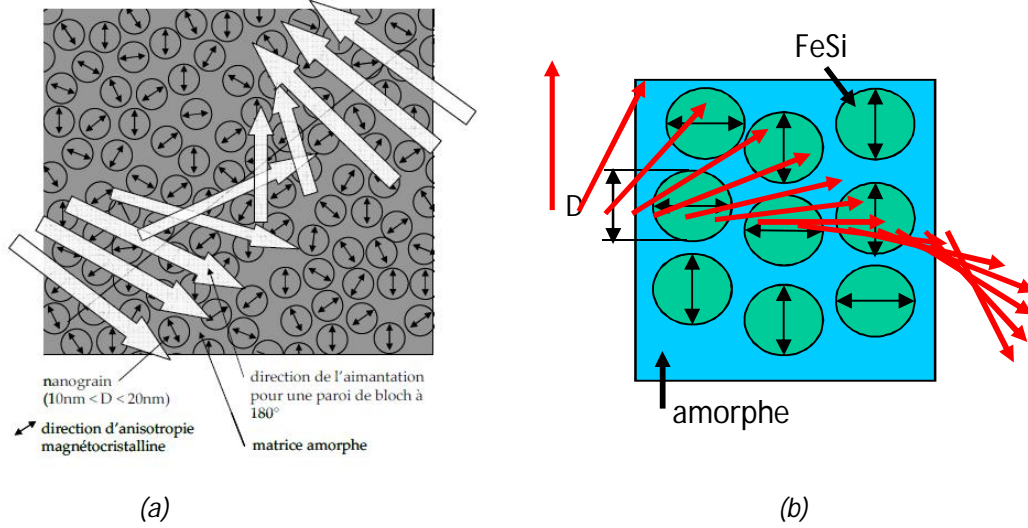 nanograin
(10nm < D < 20nm)
direction d'anisotropie
magnétocristalline
direction de l'aimantation
pour une paroi de bloch à
180°
matrice amorphe
(a)
FeSi
D
amorphe
(b)